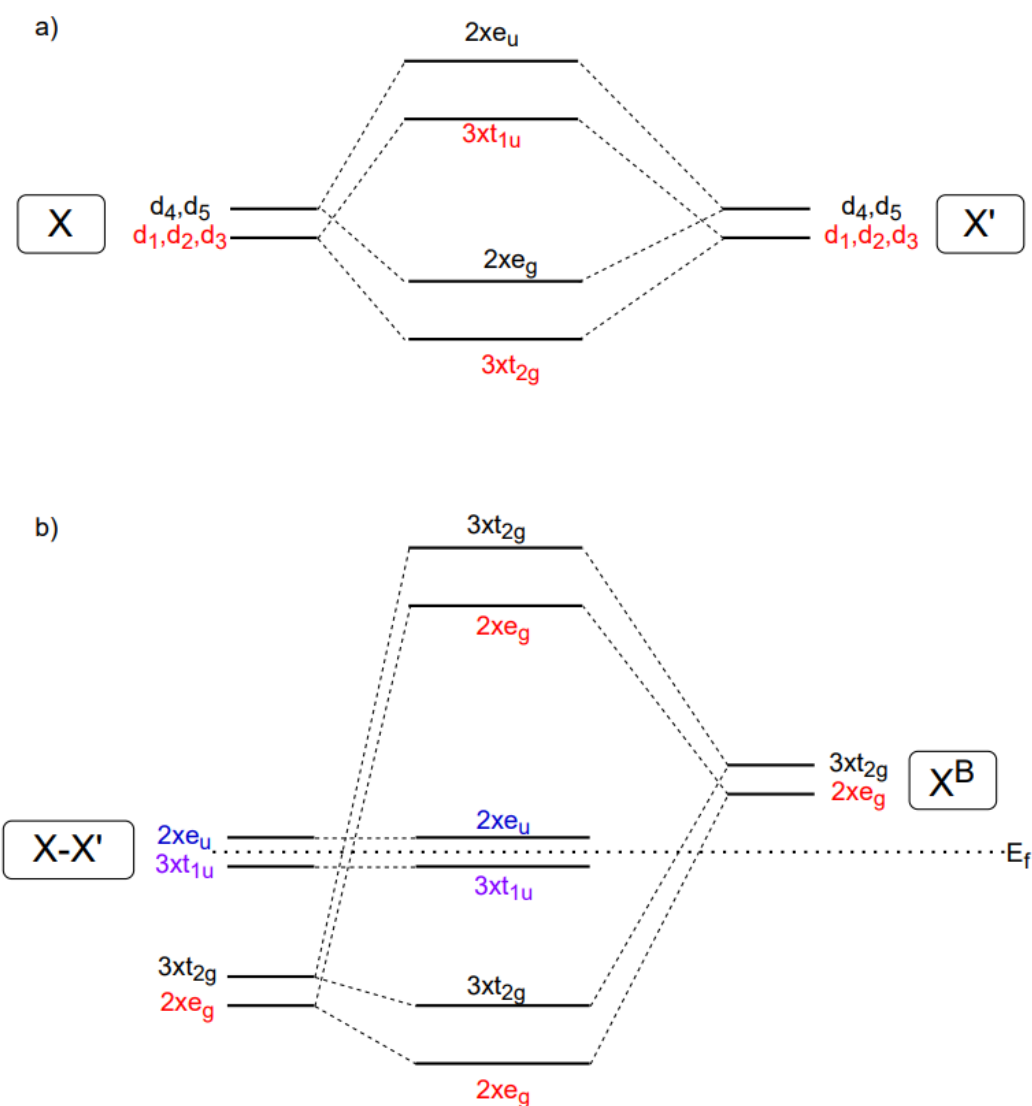 a)
2xe_u
3xt_1u
X
d_4,d_5
d_1,d_2,d_3
d_4,d_5
d_1,d_2,d_3
X'
2xe_g
3xt_2g
b)
3xt_2g
2xe_g
3xt_2g
2xe_g
X^B
X-X'
2xe_u
3xt_1u
2xe_u
3xt_1u
E_f
3xt_2g
2xe_g
3xt_2g
2xe_g